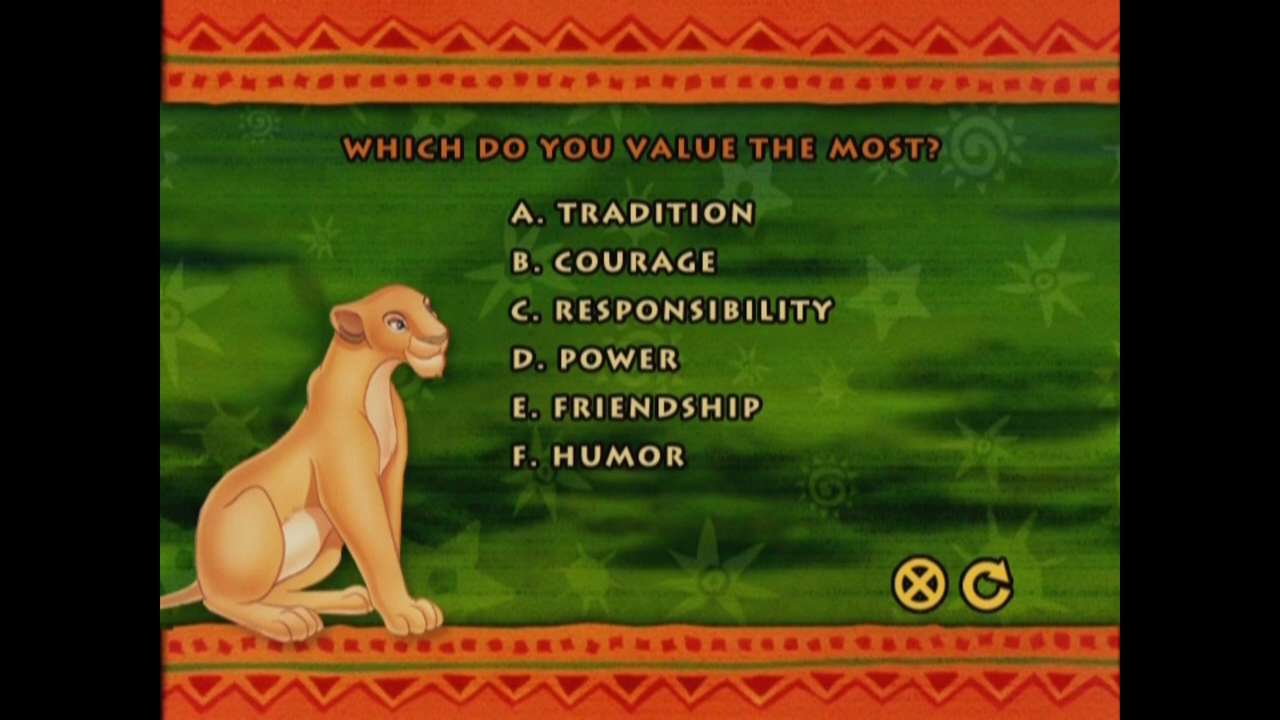 WHICH DO YOU VALUE THE MOST?
A. TRADITION
B. COURAGE
C. RESPONSIBILITY
D. POWER
E. FRIENDSHIP
F. HUMOR